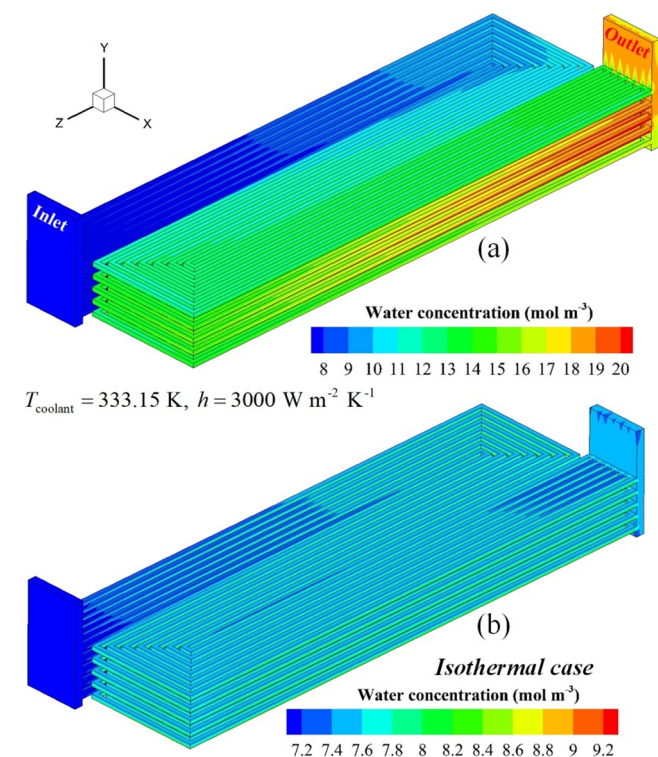 Outlet
Y
Z
X
Inlet
(a)
Water concentration (mol m-3)
8 9 10 11 12 13 14 15 16 17 18 19 20
Tcoolant = 333.15 K, h = 3000 W m-2 K-1
(b)
Isothermal case
Water concentration (mol m-3)
7.2 7.4 7.6 7.8 8 8.2 8.4 8.6 8.8 9 9.2